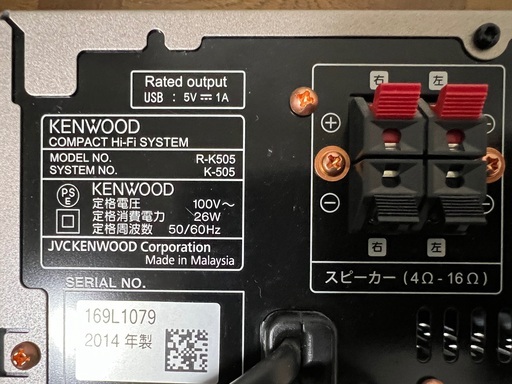 Rated output
USB : 5V ⎓ 1A
KENWOOD
COMPACT Hi-Fi SYSTEM
MODEL NO. R-K505
SYSTEM NO. K-505
PSE
KENWOOD
定格電圧 100V～
定格消費電力 26W
定格周波数 50/60Hz
JVCKENWOOD Corporation
Made in Malaysia
SERIAL NO.
169L1079
2014 年製
右 左
+ −
− −
右 左
スピーカー (4Ω-16Ω)